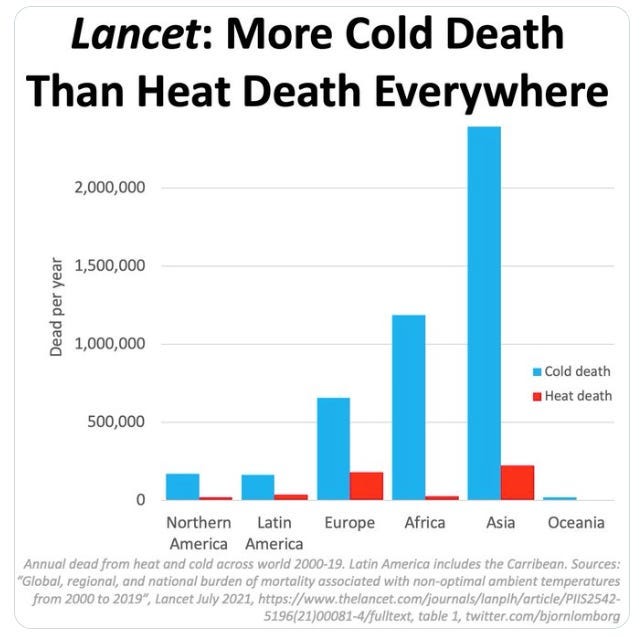 Lancet: More Cold Death
Than Heat Death Everywhere
2,000,000
1,500,000
1,000,000
500,000
0
Dead per year
Cold death
Heat death
Northern
America
Latin
America
Europe
Africa
Asia
Oceania
Annual dead from heat and cold across world 2000-19. Latin America includes the Carribean. Sources:
"Global, regional, and national burden of mortality associated with non-optimal ambient temperatures
from 2000 to 2019", Lancet July 2021, https://www.thelancet.com/journals/lanplh/article/PIIS2542-
5196(21)00081-4/fulltext, table 1, twitter.com/bjornlomborg